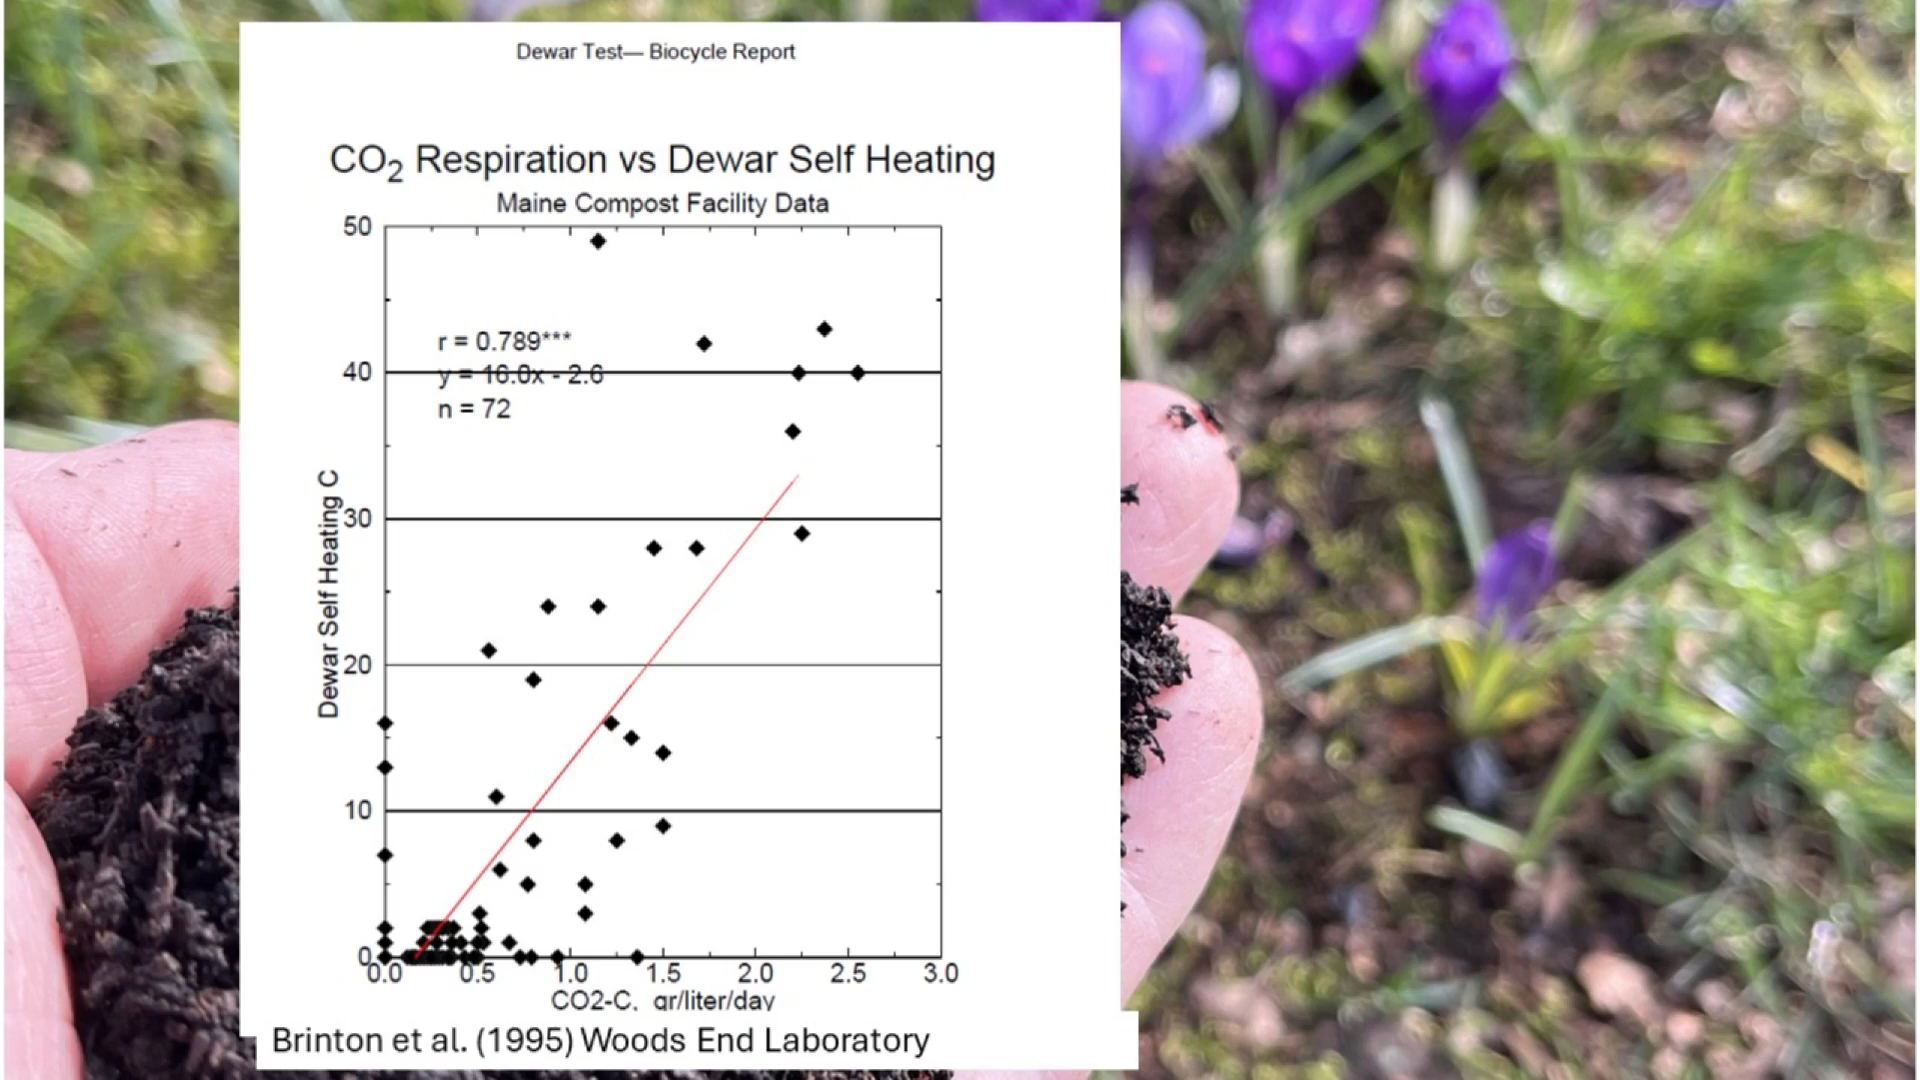 Dewar Test— Biocycle Report
CO2 Respiration vs Dewar Self Heating
Maine Compost Facility Data
50
r = 0.789***
40
y = 16.0x - 2.6
n = 72
Dewar Self Heating C
30
20
10
0
0.0 0.5 1.0 1.5 2.0 2.5 3.0
CO2-C, gr/liter/day
Brinton et al. (1995) Woods End Laboratory